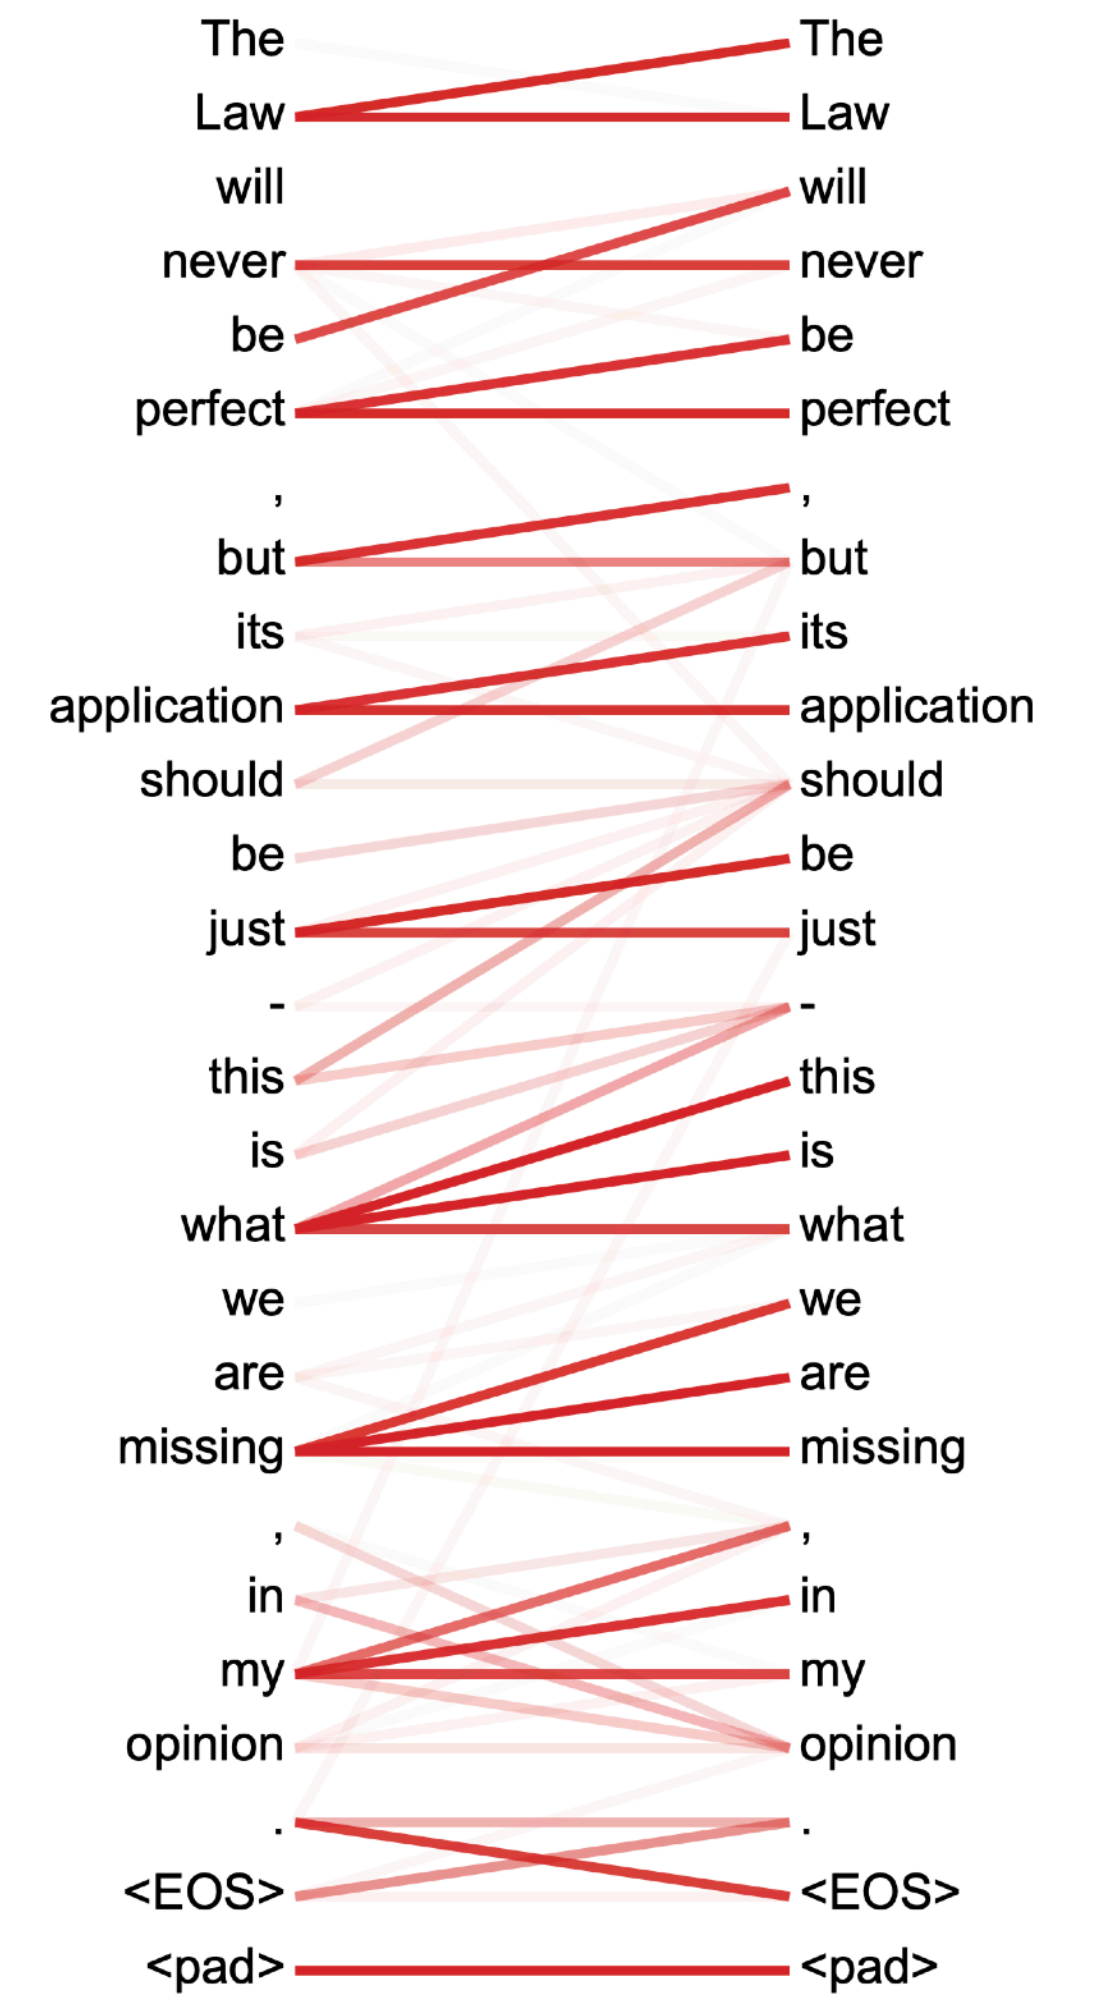 The The
Law Law
will will
never never
be be
perfect perfect
, ,
but but
its its
application application
should should
be be
just just
- -
this this
is is
what what
we we
are are
missing missing
, ,
in in
my my
opinion opinion
. .
<EOS> <EOS>
<pad> <pad>